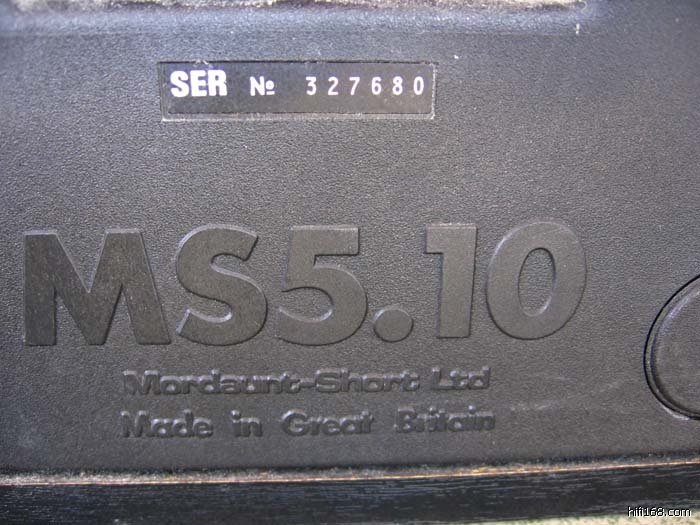 SER № 327680
MS5.10
Mordaunt-Short Ltd
Made in Great Britain
hifi168.com